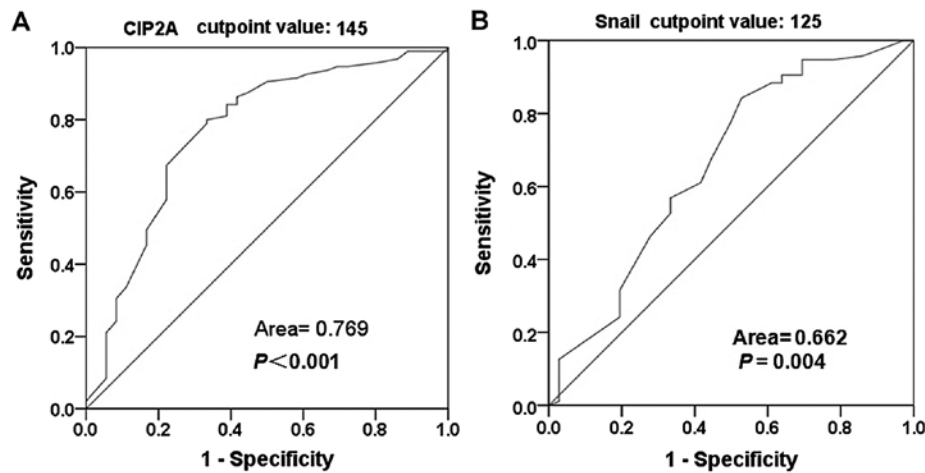 A
CIP2A cutpoint value: 145
1.0
0.8
0.6
0.4
0.2
0.0
Sensitivity
Area= 0.769
P<0.001
0.0 0.2 0.4 0.6 0.8 1.0
1 - Specificity
B
Snail cutpoint value: 125
1.0
0.8
0.6
0.4
0.2
0.0
Sensitivity
Area=0.662
P=0.004
0.0 0.2 0.4 0.6 0.8 1.0
1 - Specificity